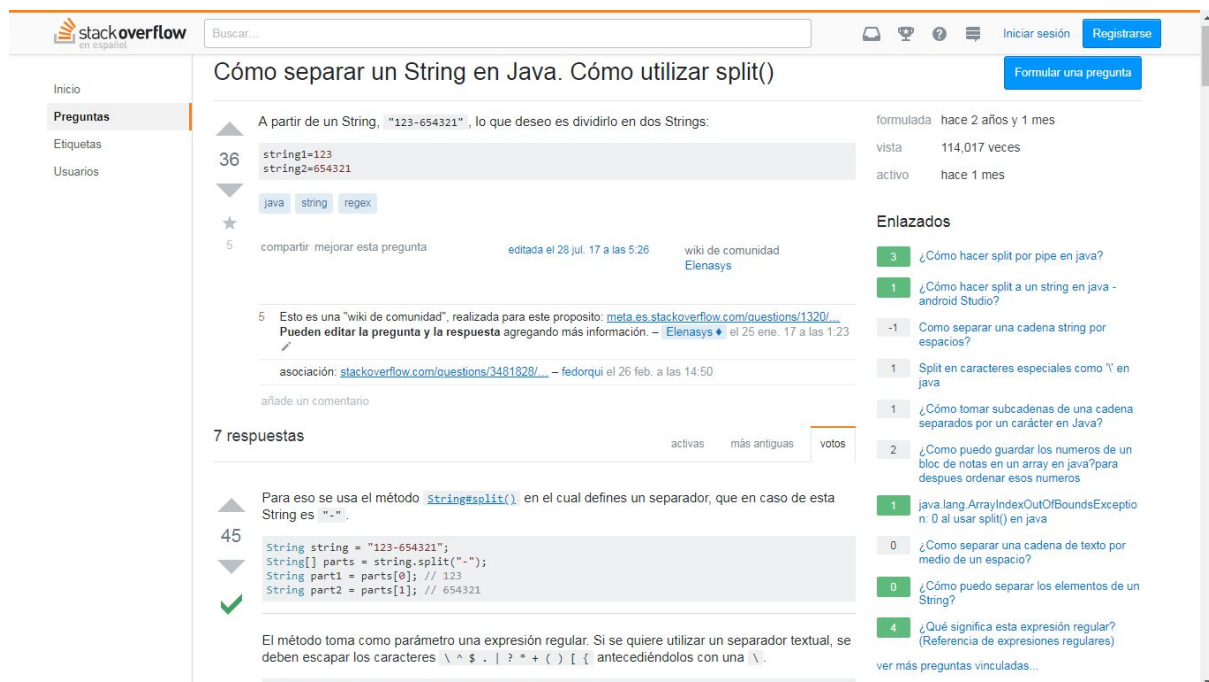 stackoverflow
en español
Buscar...
Iniciar sesión
Registrarse
Inicio
Preguntas
Etiquetas
Usuarios
Cómo separar un String en Java. Cómo utilizar split()
Formular una pregunta
A partir de un String, "123-654321", lo que deseo es dividirlo en dos Strings:
36
string1=123
string2=654321
java string regex
5
compartir mejorar esta pregunta
editada el 28 jul. 17 a las 5:26
wiki de comunidad
Elenasys
5 Esto es una "wiki de comunidad", realizada para este proposito: meta.es.stackoverflow.com/questions/1320/...
Pueden editar la pregunta y la respuesta agregando más información. – Elenasys ♦ el 25 ene. 17 a las 1:23
asociación: stackoverflow.com/questions/3481828/... – fedorqui el 26 feb. a las 14:50
añade un comentario
7 respuestas
activas más antiguas votos
Para eso se usa el método String#split() en el cual defines un separador, que en caso de esta
String es "-".
45
String string = "123-654321";
String[] parts = string.split("-");
String part1 = parts[0]; // 123
String part2 = parts[1]; // 654321
El método toma como parámetro una expresión regular. Si se quiere utilizar un separador textual, se
deben escapar los caracteres \ ^ $ . | ? * + ( ) [ { antecediéndolos con una \.
formulada hace 2 años y 1 mes
vista 114,017 veces
activo hace 1 mes
Enlazados
3 ¿Cómo hacer split por pipe en java?
1 ¿Cómo hacer split a un string en java -
android Studio?
-1 Como separar una cadena string por
espacios?
1 Split en caracteres especiales como '\' en
java
1 ¿Cómo tomar subcadenas de una cadena
separados por un carácter en Java?
2 ¿Como puedo guardar los numeros de un
bloc de notas en un array en java?para
despues ordenar esos numeros
1 java.lang.ArrayIndexOutOfBoundsExceptio
n: 0 al usar split() en java
0 ¿Como separar una cadena de texto por
medio de un espacio?
0 ¿Cómo puedo separar los elementos de un
String?
4 ¿Qué significa esta expresión regular?
(Referencia de expresiones regulares)
ver más preguntas vinculadas...